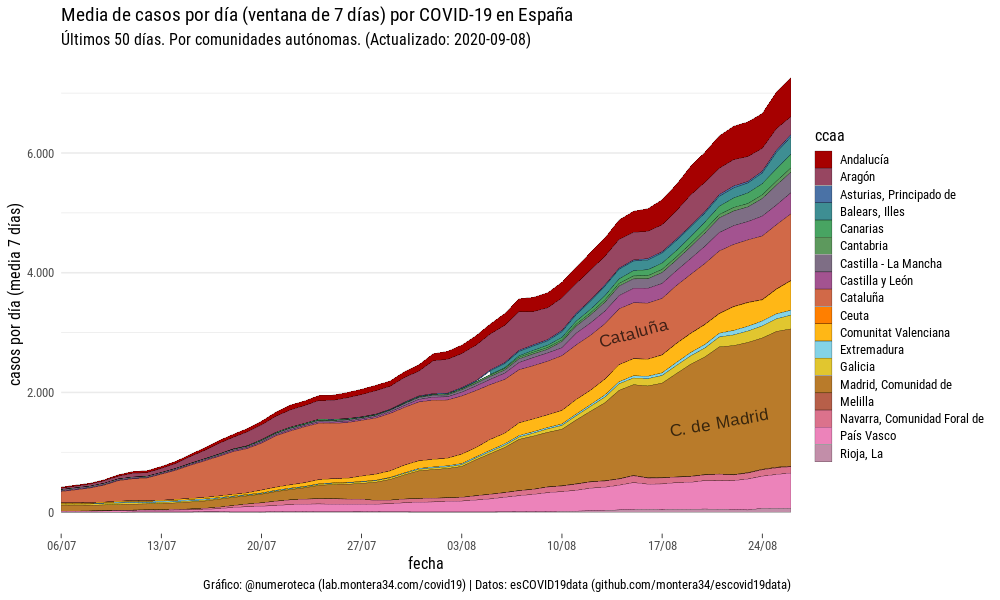 Media de casos por día (ventana de 7 días) por COVID-19 en España
Últimos 50 días. Por comunidades autónomas. (Actualizado: 2020-09-08)
casos por día (media 7 días)
6.000
4.000
2.000
0
Cataluña
C. de Madrid
06/07
13/07
20/07
27/07
03/08
10/08
17/08
24/08
fecha
ccaa
Andalucía
Aragón
Asturias, Principado de
Balears, Illes
Canarias
Cantabria
Castilla - La Mancha
Castilla y León
Cataluña
Ceuta
Comunitat Valenciana
Extremadura
Galicia
Madrid, Comunidad de
Melilla
Navarra, Comunidad Foral de
País Vasco
Rioja, La
Gráfico: @numeroteca (lab.montera34.com/covid19) | Datos: esCOVID19data (github.com/montera34/escovid19data)